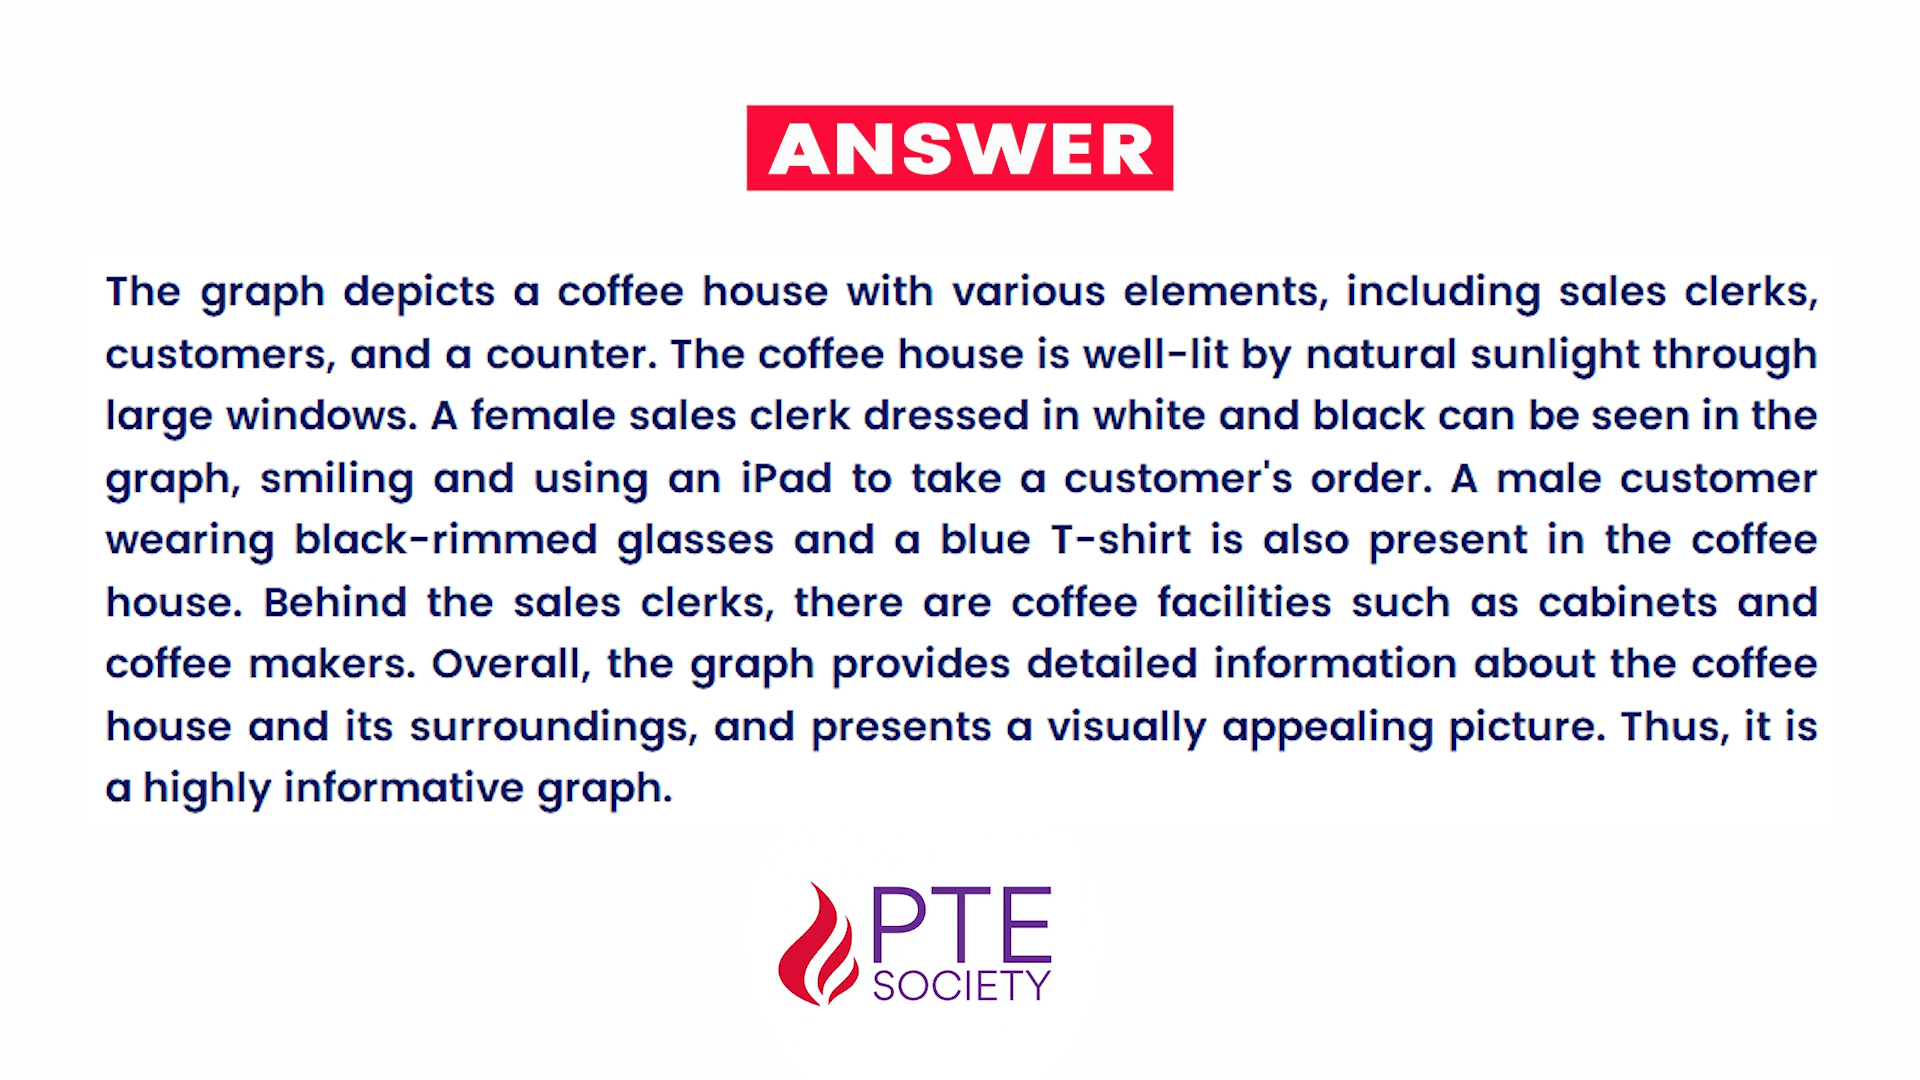 ANSWER
The graph depicts a coffee house with various elements, including sales clerks,
customers, and a counter. The coffee house is well-lit by natural sunlight through
large windows. A female sales clerk dressed in white and black can be seen in the
graph, smiling and using an iPad to take a customer's order. A male customer
wearing black-rimmed glasses and a blue T-shirt is also present in the coffee
house. Behind the sales clerks, there are coffee facilities such as cabinets and
coffee makers. Overall, the graph provides detailed information about the coffee
house and its surroundings, and presents a visually appealing picture. Thus, it is
a highly informative graph.
PTE
SOCIETY